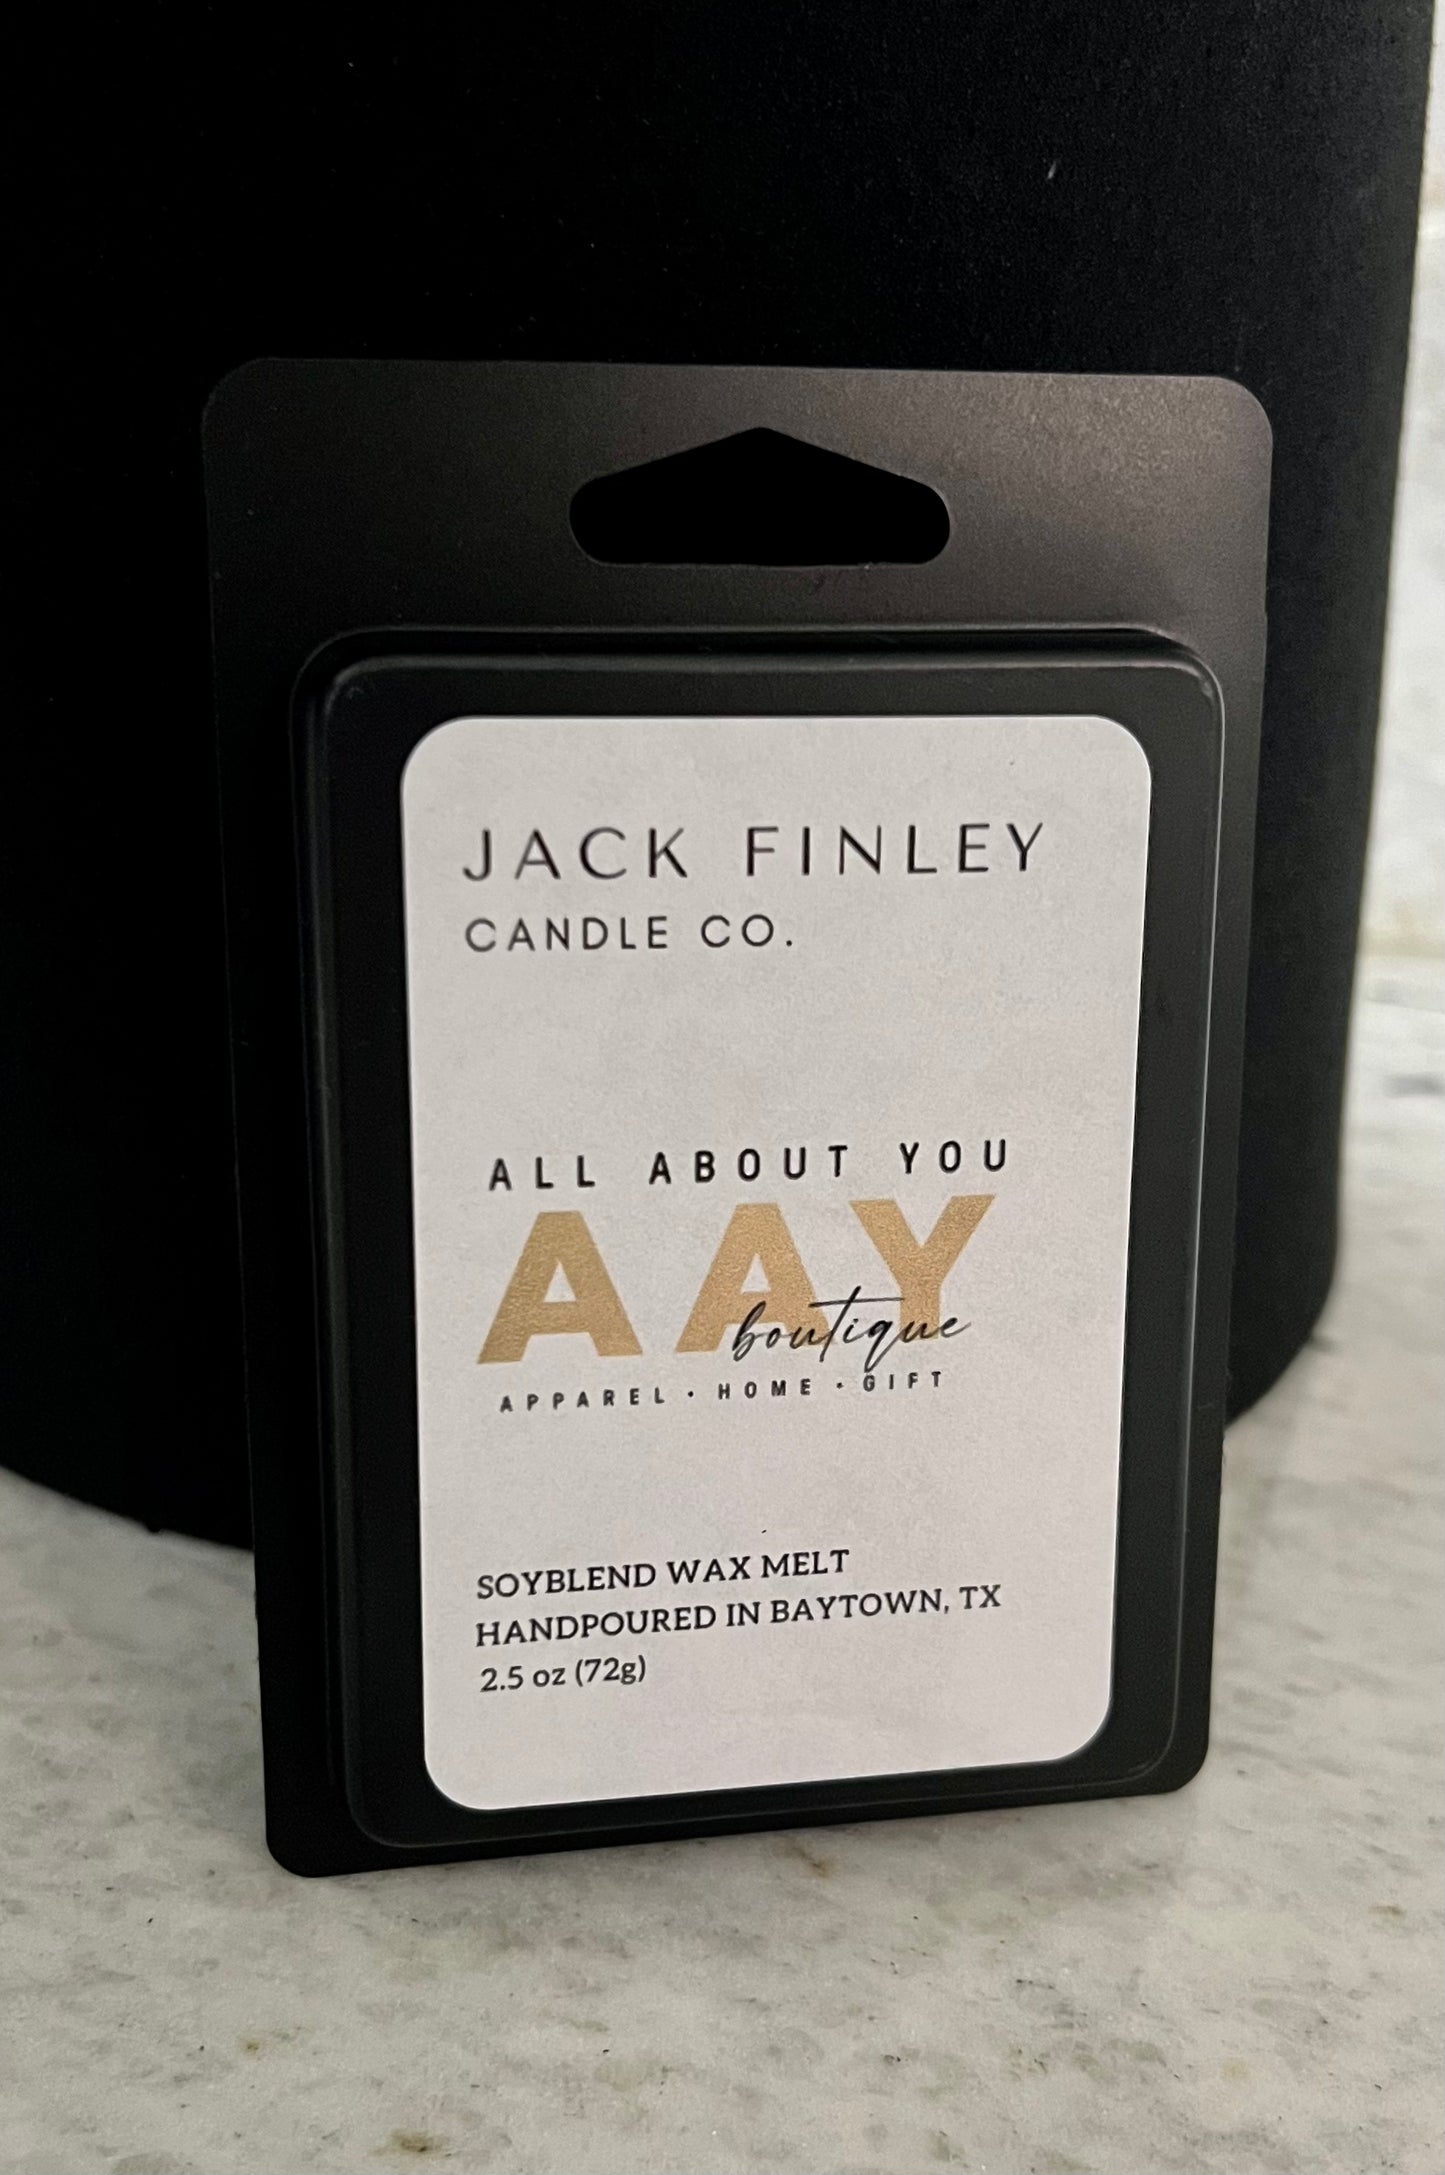 JACK FINLEY
CANDLE CO.
ALL ABOUT YOU
AAY
boutique
APPAREL • HOME • GIFT
SOYBLEND WAX MELT
HANDPOURED IN BAYTOWN, TX
2.5 oz (72g)